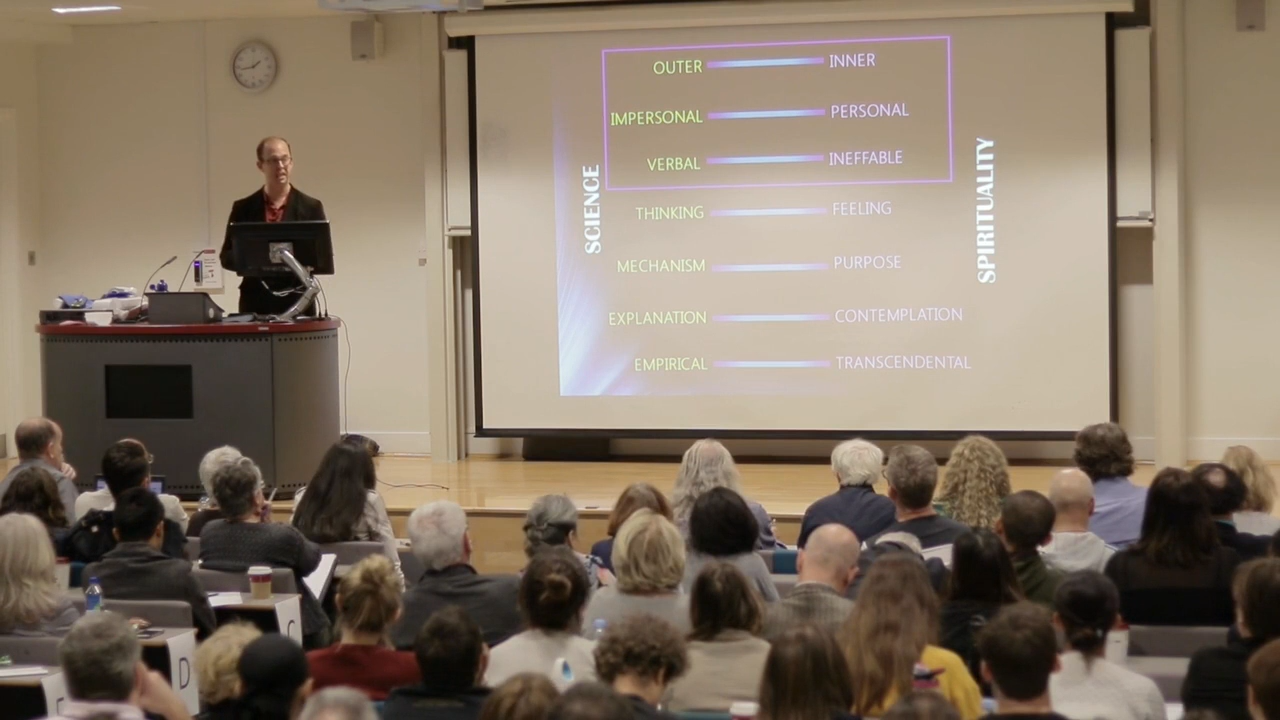 OUTER INNER
IMPERSONAL PERSONAL
VERBAL INEFFABLE
SCIENCE
SPIRITUALITY
THINKING FEELING
MECHANISM PURPOSE
EXPLANATION CONTEMPLATION
EMPIRICAL TRANSCENDENTAL
C
D